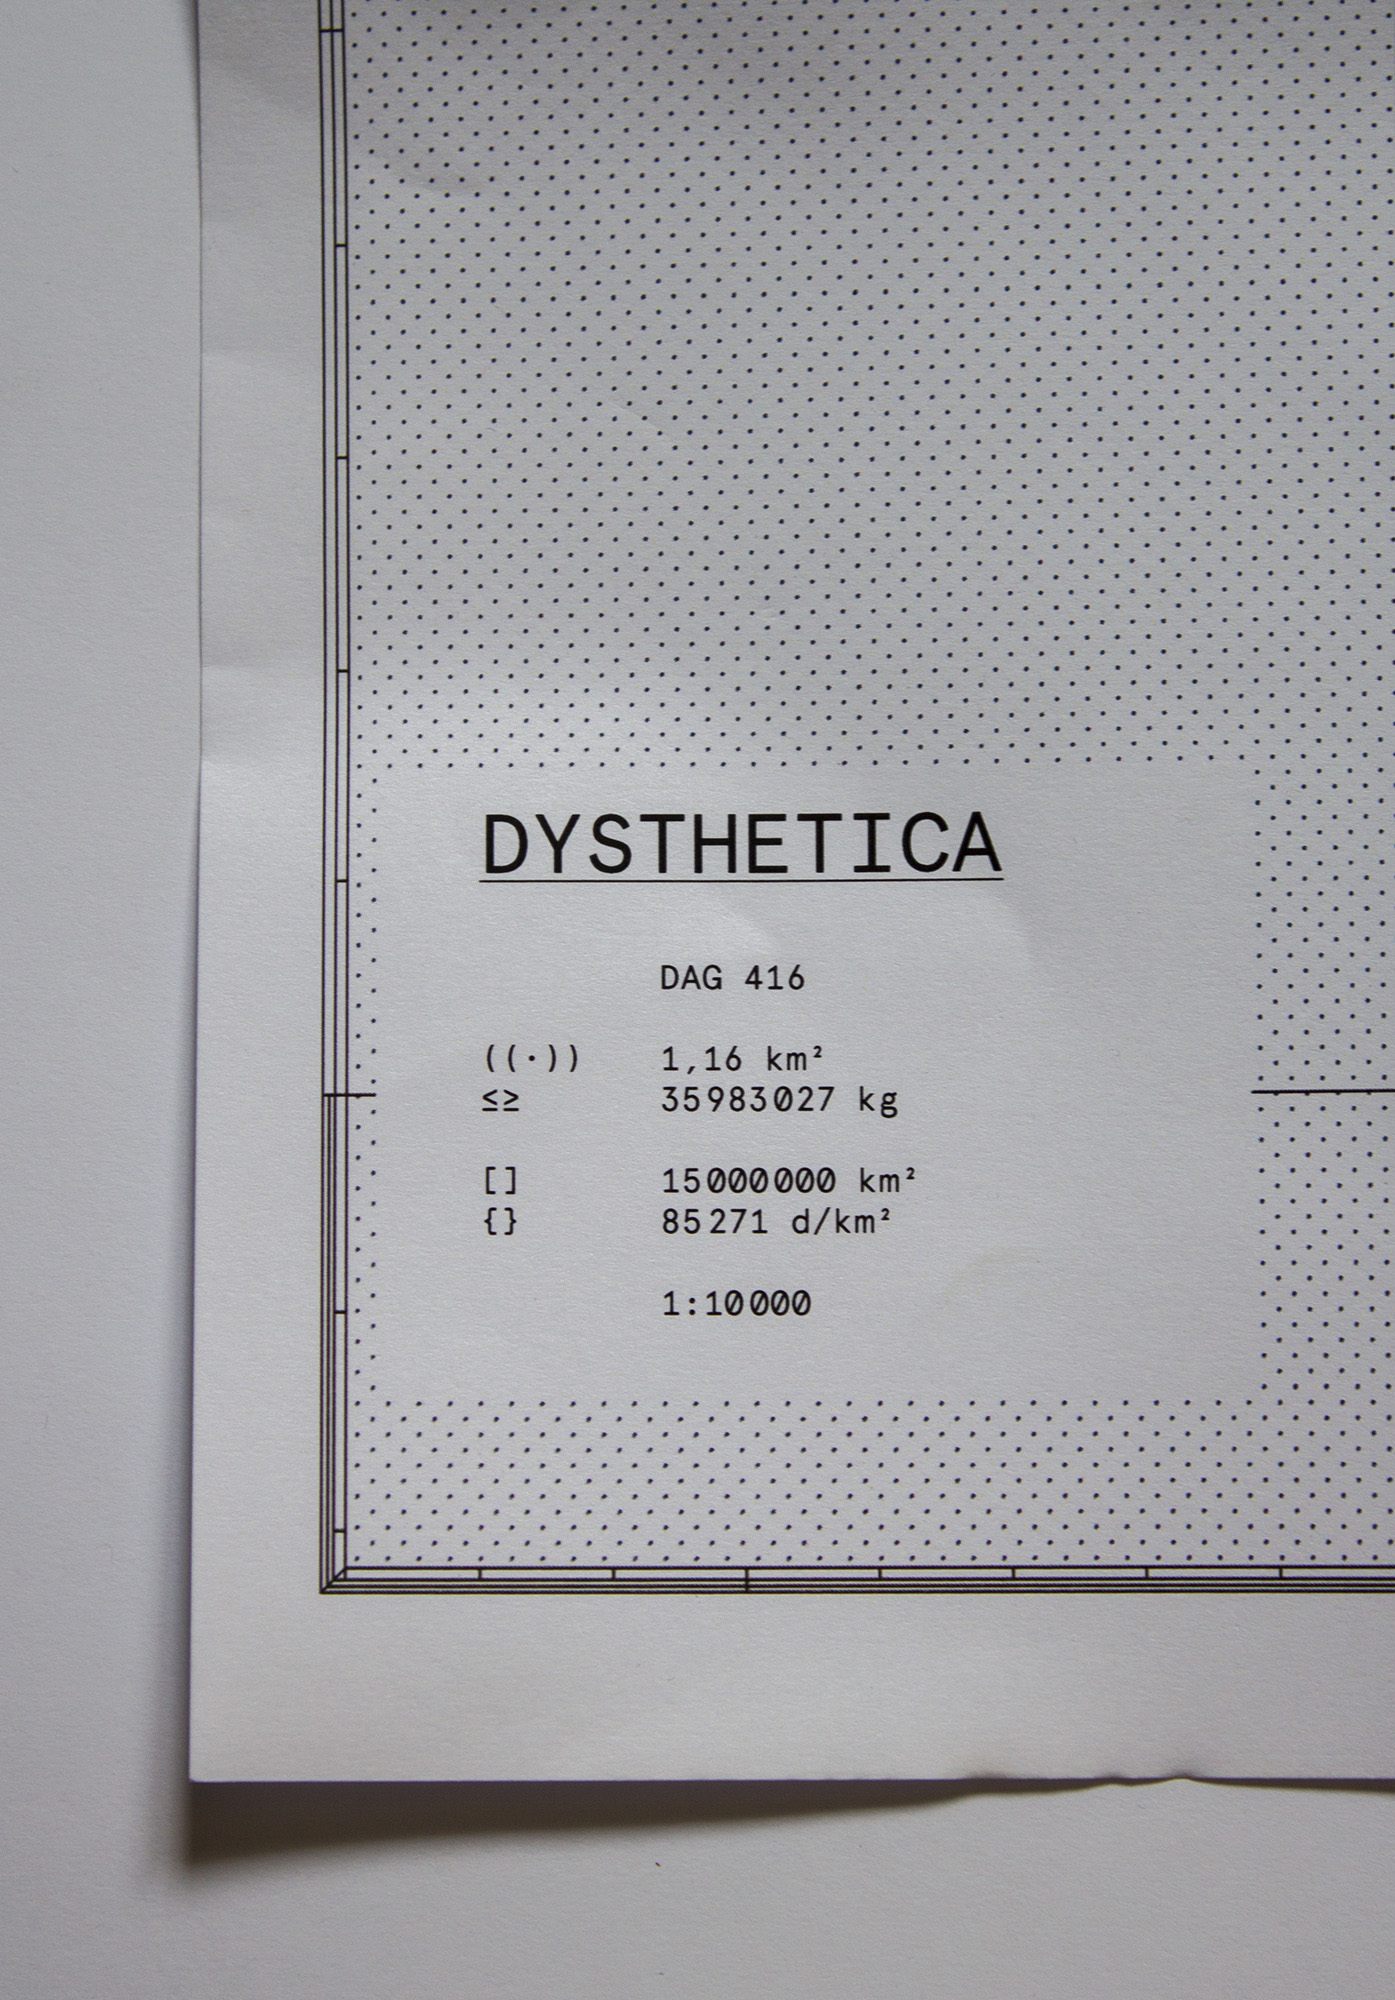 DYSTHETICA
DAG 416
((·)) 1,16 km²
≤≥ 35983027 kg
[] 15000000 km²
{} 85271 d/km²
1:10000